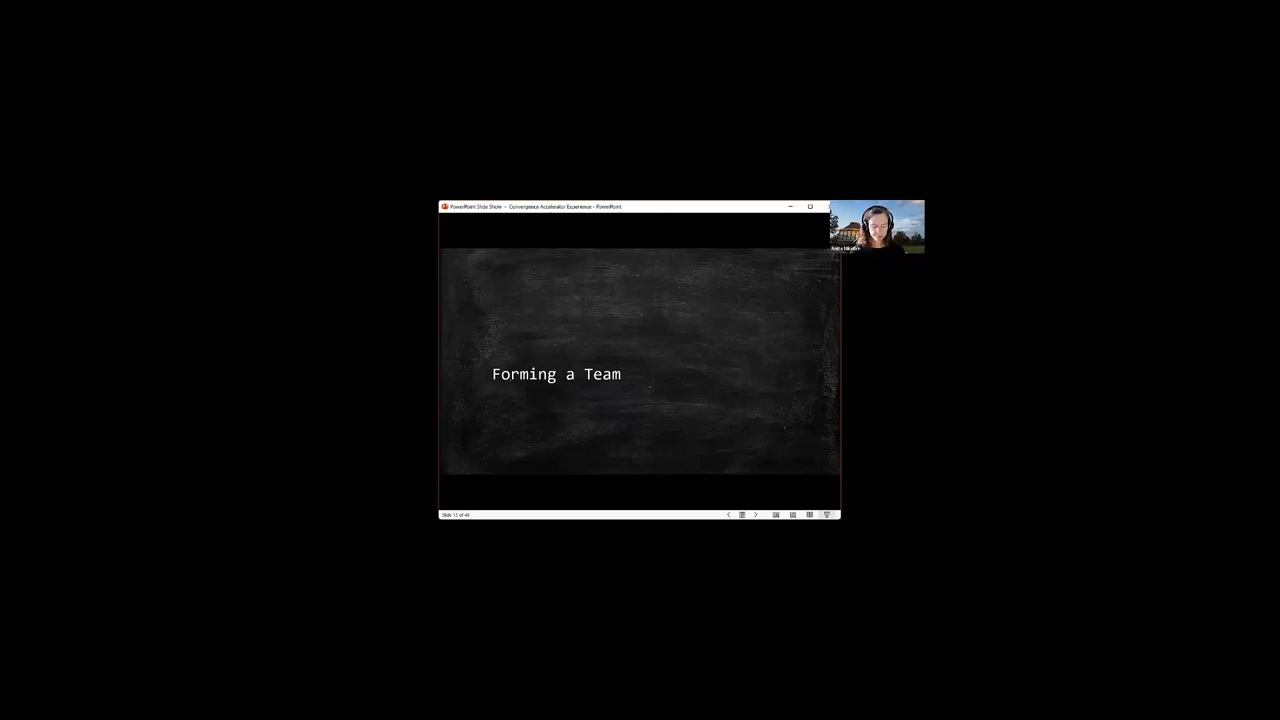 PowerPoint Slide Show - Convergence Accelerator Experience - PowerPoint
Forming a Team